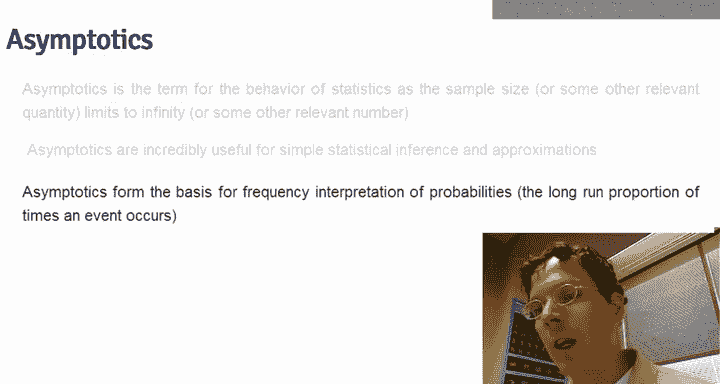 Asymptotics
Asymptotics is the term for the behavior of statistics as the sample size (or some other relevant
quantity) limits to infinity (or some other relevant number)
Asymptotics are incredibly useful for simple statistical inference and approximations
Asymptotics form the basis for frequency interpretation of probabilities (the long run proportion of
times an event occurs)